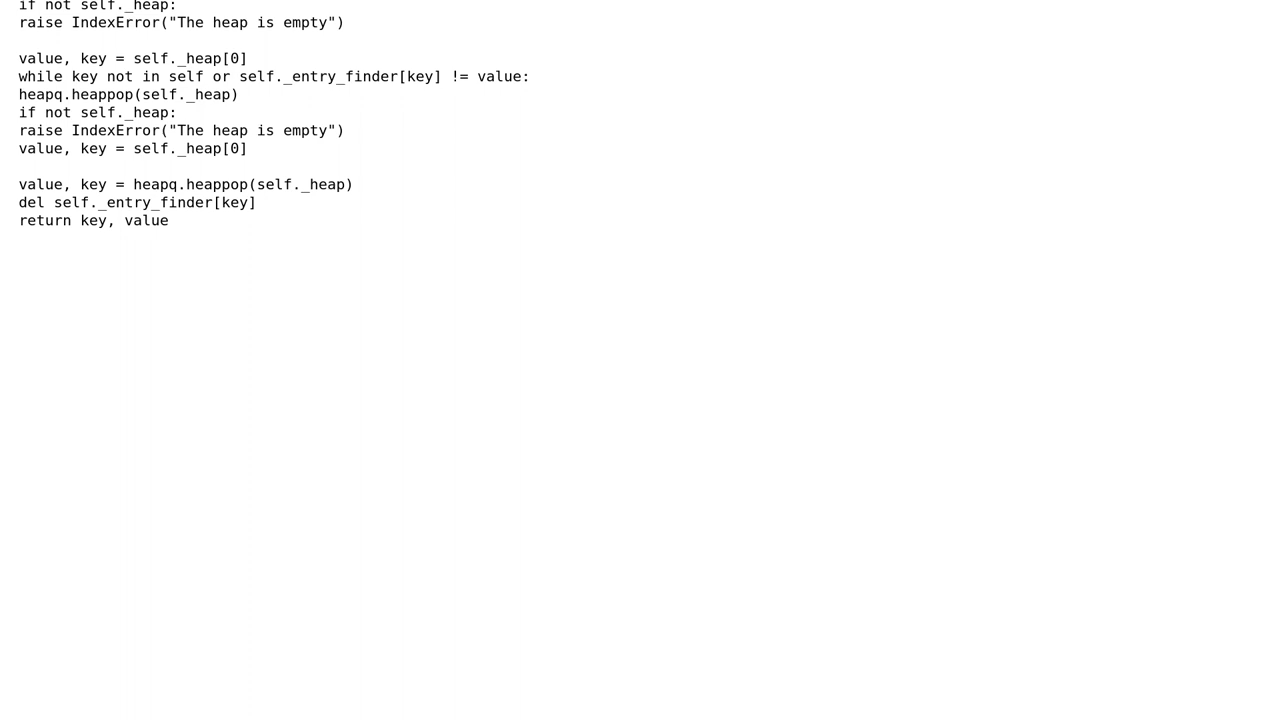 if not self._heap:
raise IndexError("The heap is empty")

value, key = self._heap[0]
while key not in self or self._entry_finder[key] != value:
heapq.heappop(self._heap)
if not self._heap:
raise IndexError("The heap is empty")
value, key = self._heap[0]

value, key = heapq.heappop(self._heap)
del self._entry_finder[key]
return key, value